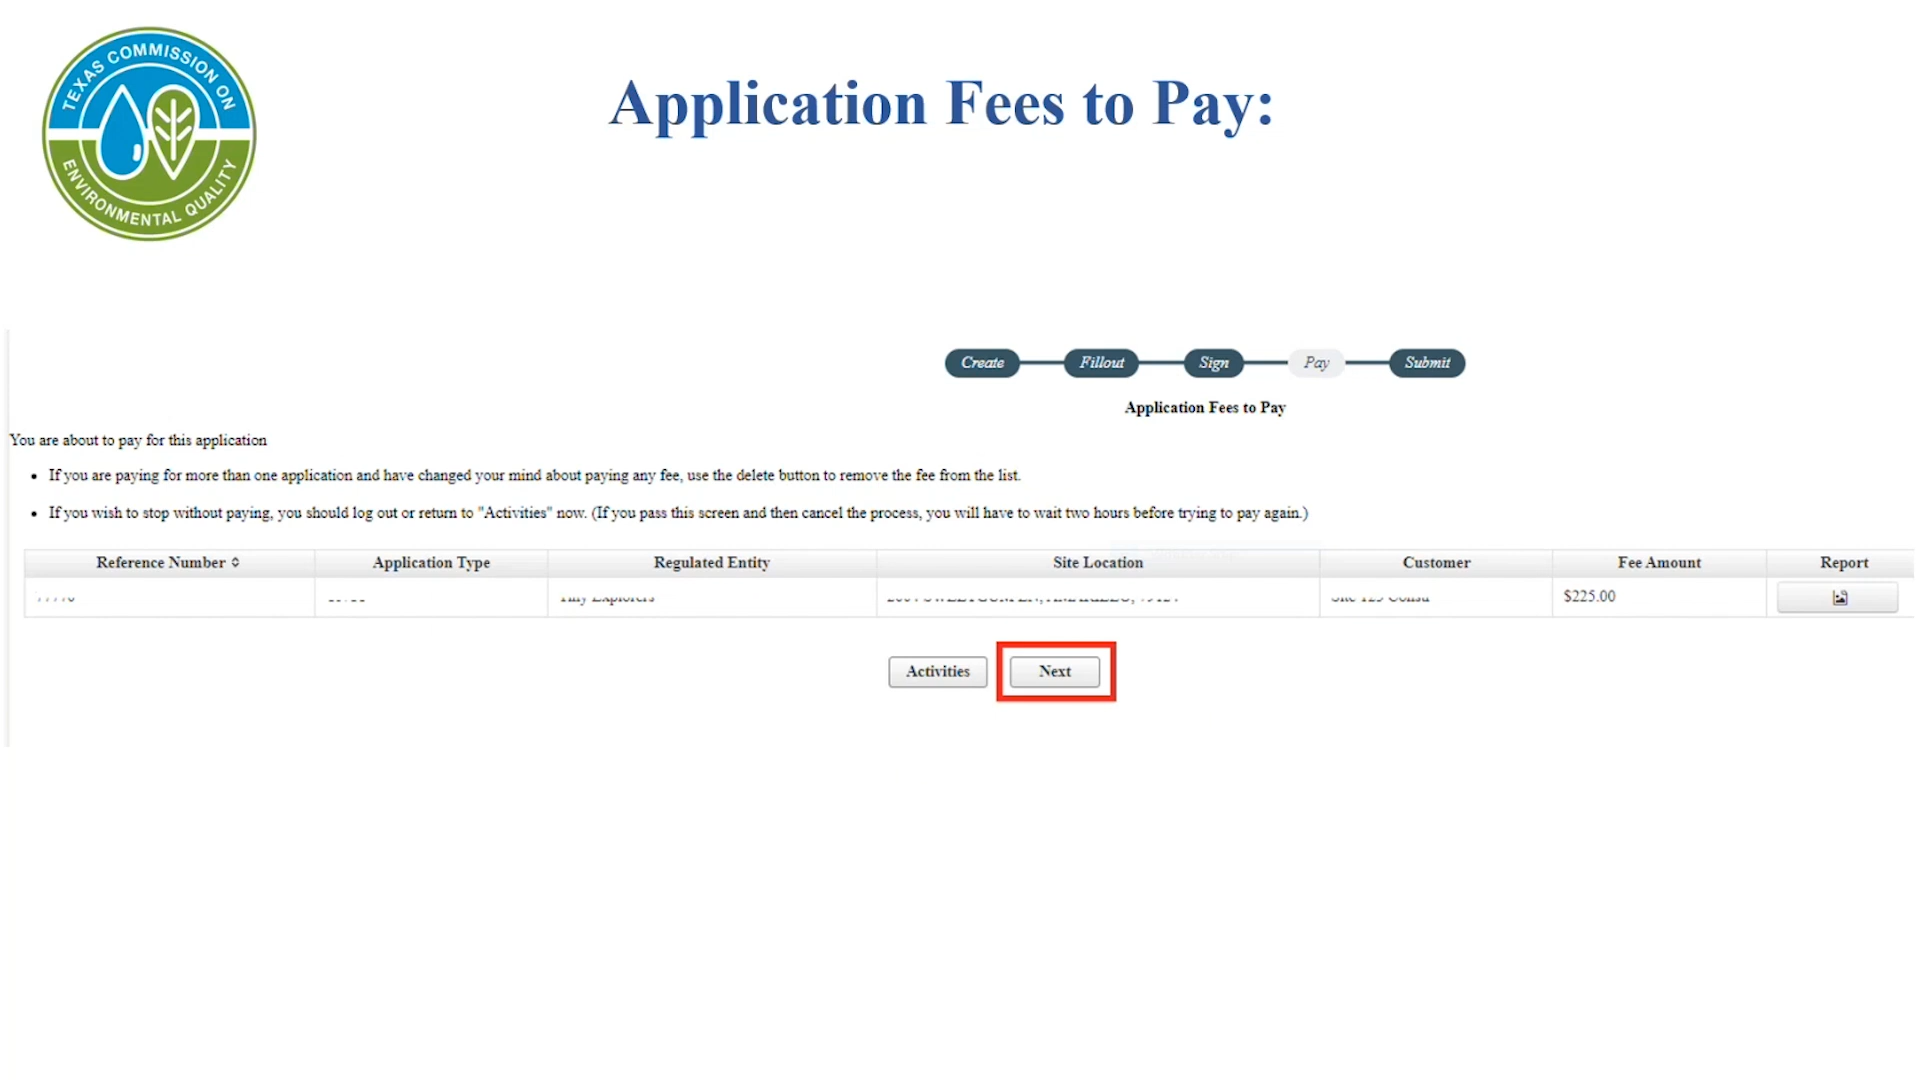 TEXAS COMMISSION ON
ENVIRONMENTAL QUALITY
Application Fees to Pay:
Create Fillout Sign Pay Submit
Application Fees to Pay
You are about to pay for this application
• If you are paying for more than one application and have changed your mind about paying any fee, use the delete button to remove the fee from the list.
• If you wish to stop without paying, you should log out or return to "Activities" now. (If you pass this screen and then cancel the process, you will have to wait two hours before trying to pay again.)
Reference Number Application Type Regulated Entity Site Location Customer Fee Amount Report
$225.00
Activities Next